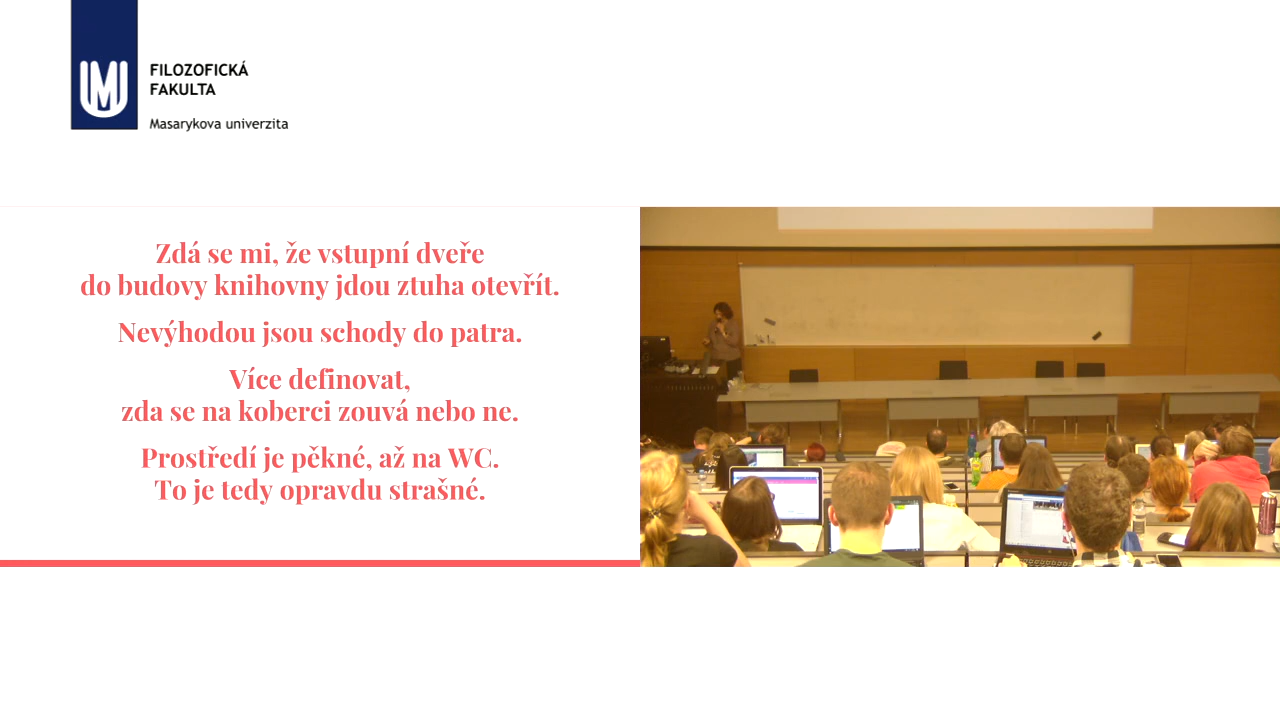 FILOZOFICKÁ
FAKULTA
Masarykova univerzita
Zdá se mi, že vstupní dveře
do budovy knihovny jdou ztuha otevřít.
Nevýhodou jsou schody do patra.
Více definovat,
zda se na koberci zouvá nebo ne.
Prostředí je pěkné, až na WC.
To je tedy opravdu strašné.